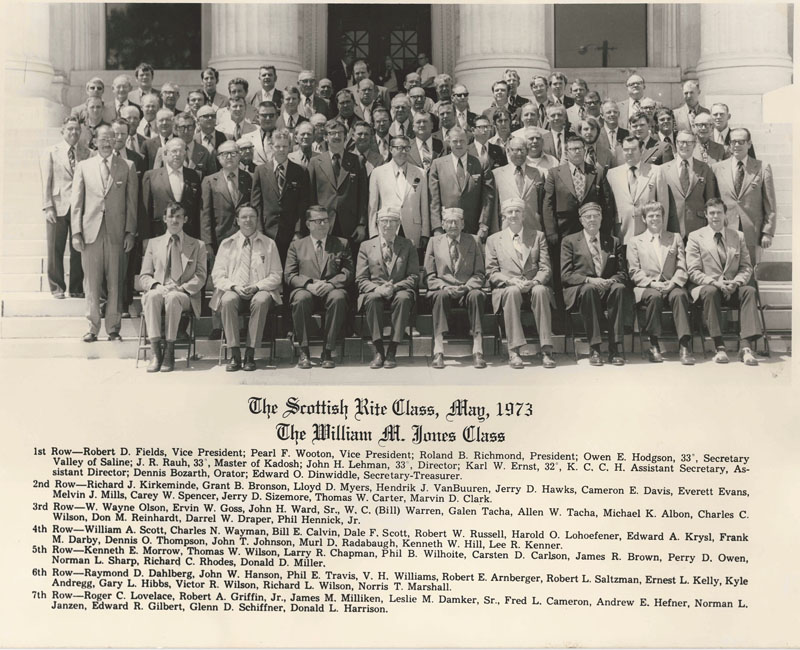 The Scottish Rite Class, May, 1973
The William M. Jones Class
1st Row—Robert D. Fields, Vice President; Pearl F. Wooton, Vice President; Roland B. Richmond, President; Owen E. Hodgson, 33°, Secretary
Valley of Saline; J. R. Rauh, 33°, Master of Kadosh; John H. Lehman, 33°, Director; Karl W. Ernst, 32°, K. C. C. H. Assistant Secretary, As-
sistant Director; Dennis Bozarth, Orator; Edward O. Dinwiddle, Secretary-Treasurer.
2nd Row—Richard J. Kirkeminde, Grant B. Bronson, Lloyd D. Myers, Hendrik J. VanBuuren, Jerry D. Hawks, Cameron E. Davis, Everett Evans,
Melvin J. Mills, Carey W. Spencer, Jerry D. Sizemore, Thomas W. Carter, Marvin D. Clark.
3rd Row—W. Wayne Olson, Ervin W. Goss, John H. Ward, Sr., W. C. (Bill) Warren, Galen Tacha, Allen W. Tacha, Michael K. Albon, Charles C.
Wilson, Don M. Reinhardt, Darrel W. Draper, Phil Hennick, Jr.
4th Row—William A. Scott, Charles N. Wayman, Bill E. Calvin, Dale F. Scott, Robert W. Russell, Harold O. Lohoefener, Edward A. Krysl, Frank
M. Darby, Dennis O. Thompson, John T. Johnson, Murl D. Radabaugh, Kenneth W. Hill, Lee R. Kenner.
5th Row—Kenneth E. Morrow, Thomas W. Wilson, Larry R. Chapman, Phil B. Wilhoite, Carsten D. Carlson, James R. Brown, Perry D. Owen,
Norman L. Sharp, Richard C. Rhodes, Donald D. Miller.
6th Row—Raymond D. Dahlberg, John W. Hanson, Phil E. Travis, V. H. Williams, Robert E. Arnberger, Robert L. Saltzman, Ernest L. Kelly, Kyle
Andregg, Gary L. Hibbs, Victor R. Wilson, Richard L. Wilson, Norris T. Marshall.
7th Row—Roger C. Lovelace, Robert A. Griffin, Jr., James M. Milliken, Leslie M. Damker, Sr., Fred L. Cameron, Andrew E. Hefner, Norman L.
Janzen, Edward R. Gilbert, Glenn D. Schiffner, Donald L. Harrison.